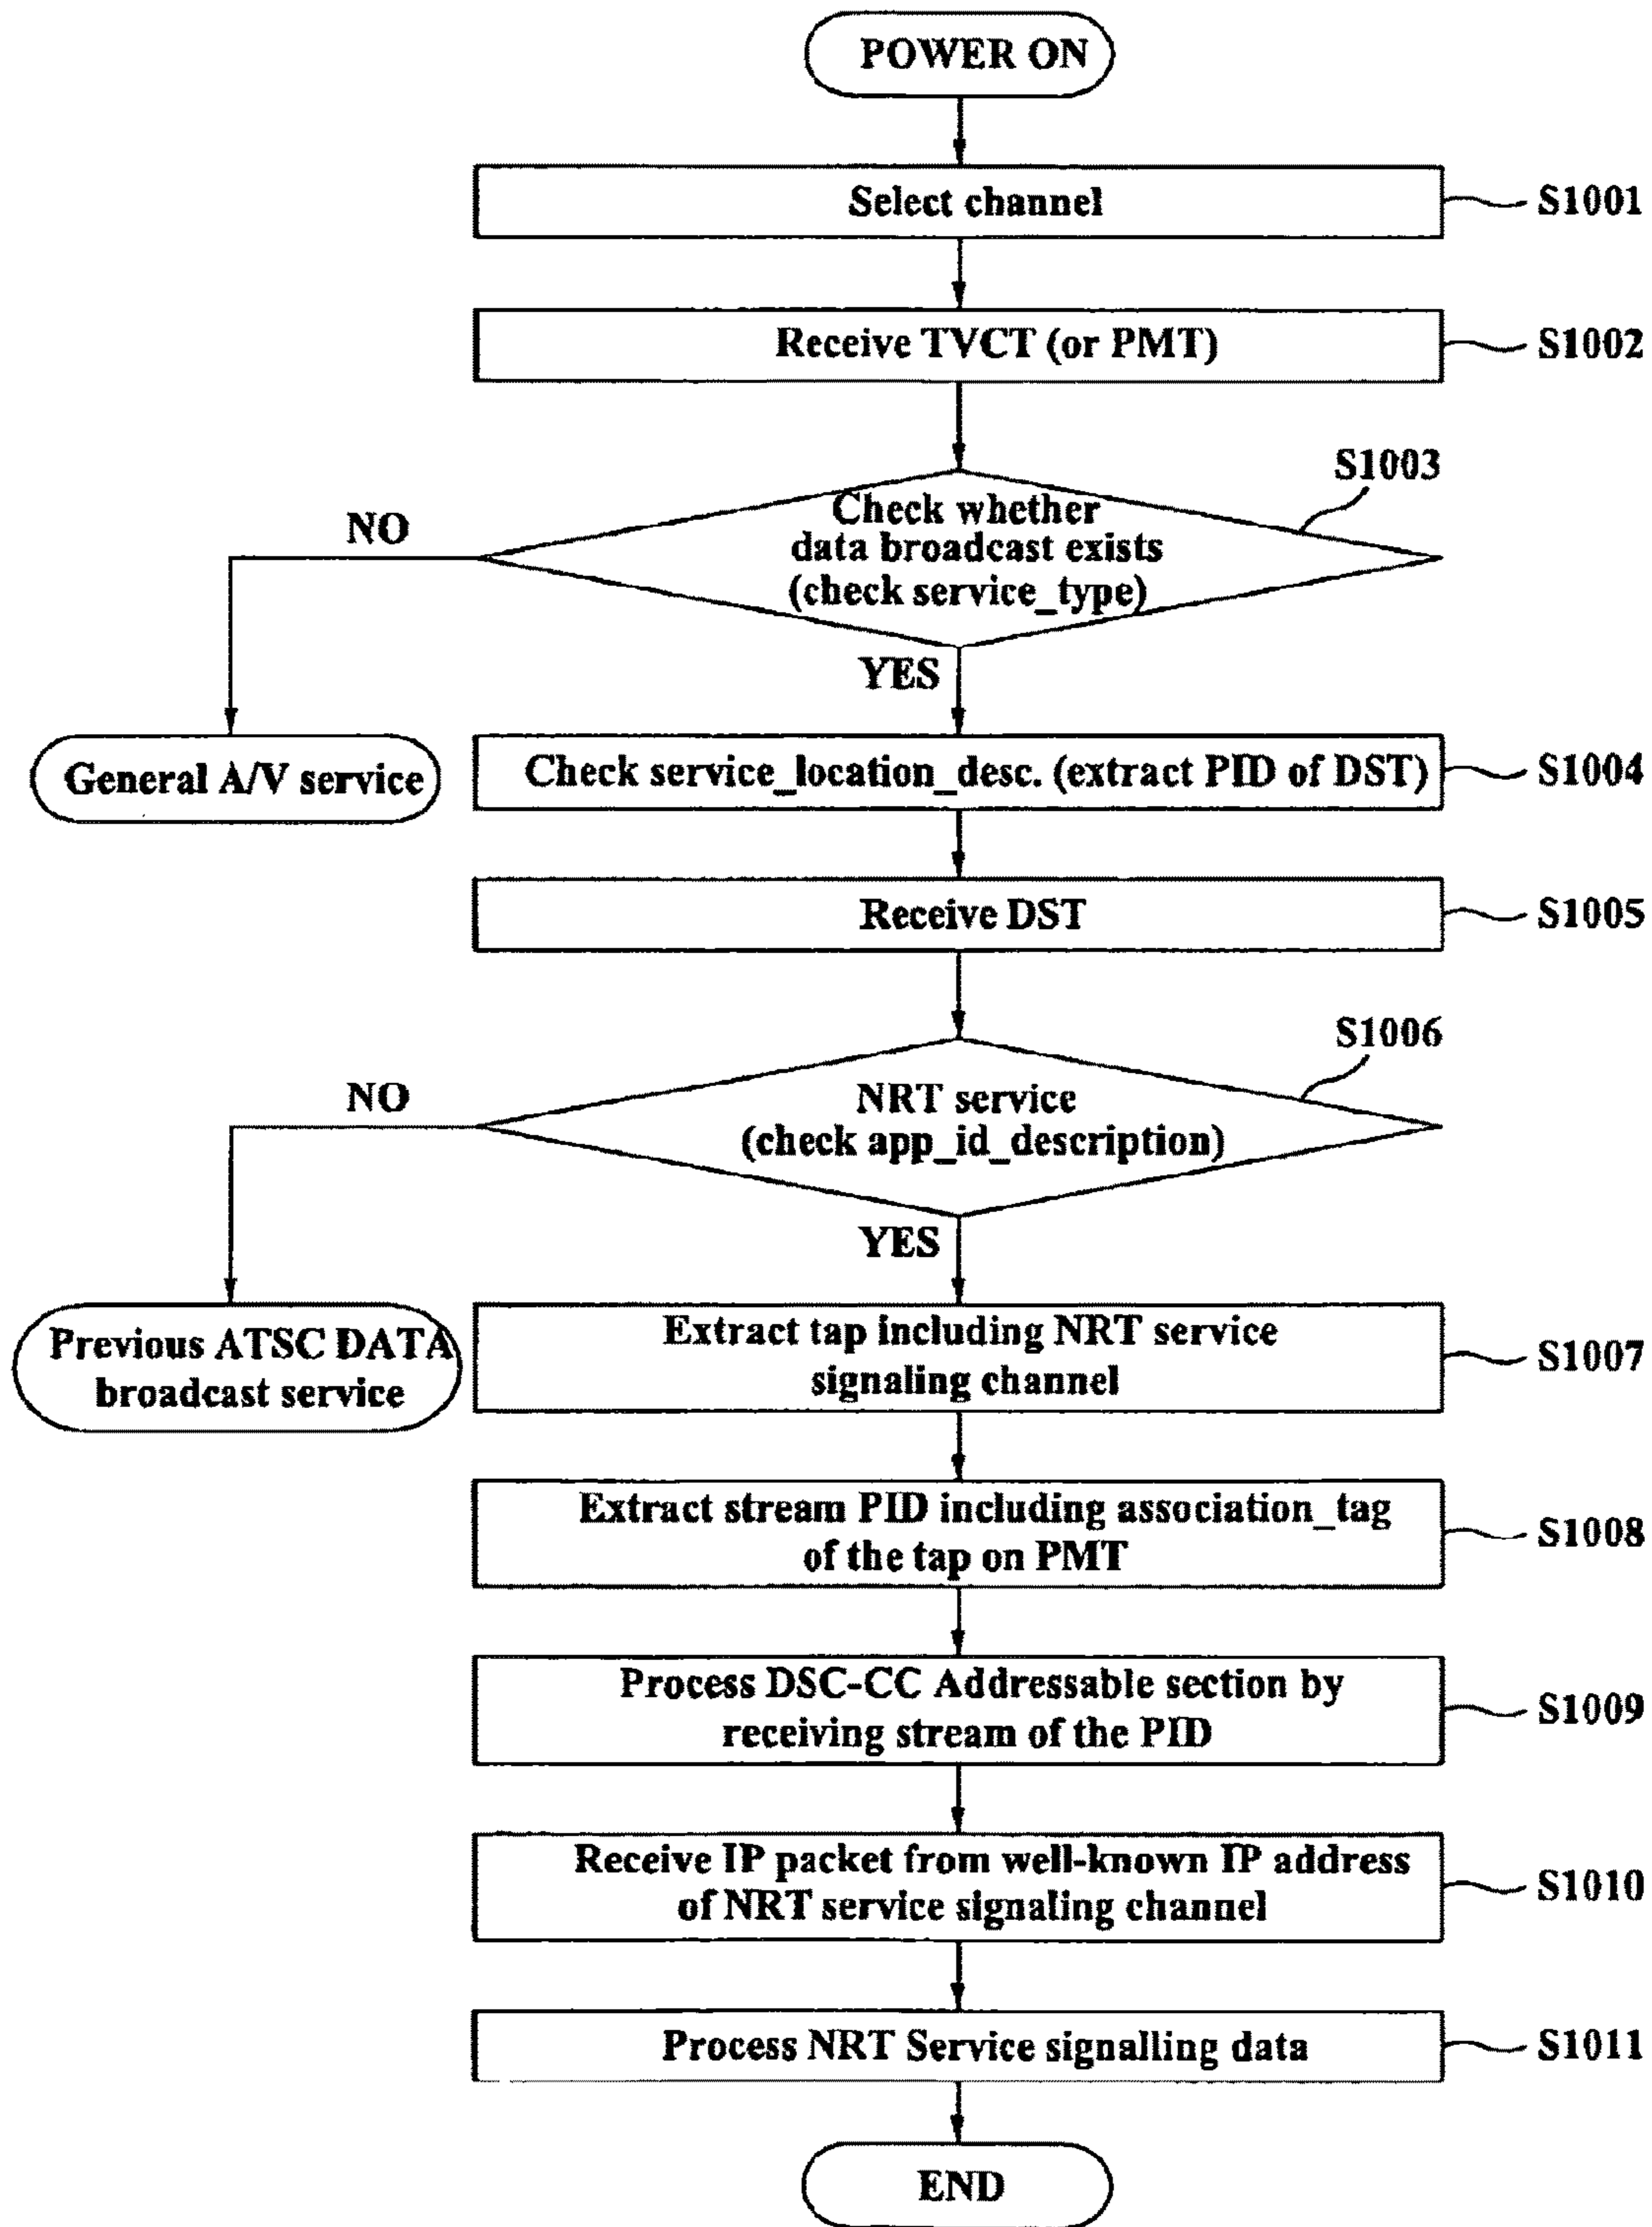 POWER ON
Select channel
S1001
Receive TVCT (or PMT)
S1002
S1003
Check whether
data broadcast exists
(check service_type)
NO
YES
General A/V service
Check service_location_desc. (extract PID of DST)
S1004
Receive DST
S1005
S1006
NRT service
(check app_id_description)
NO
YES
Previous ATSC DATA
broadcast service
Extract tap including NRT service
signaling channel
S1007
Extract stream PID including association_tag
of the tap on PMT
S1008
Process DSC-CC Addressable section by
receiving stream of the PID
S1009
Receive IP packet from well-known IP address
of NRT service signaling channel
S1010
Process NRT Service signalling data
S1011
END